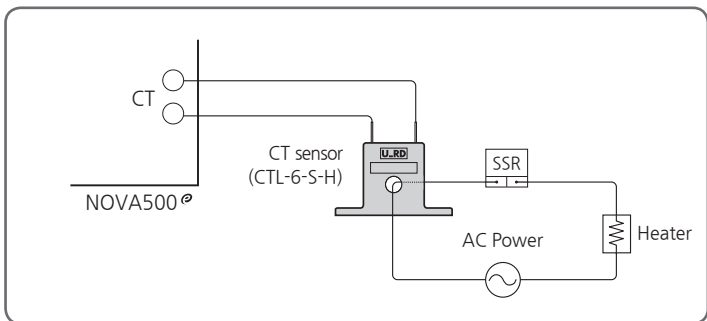 CT
CT sensor
(CTL-6-S-H)
U_RD
SSR
NOVA500 e
AC Power
Heater